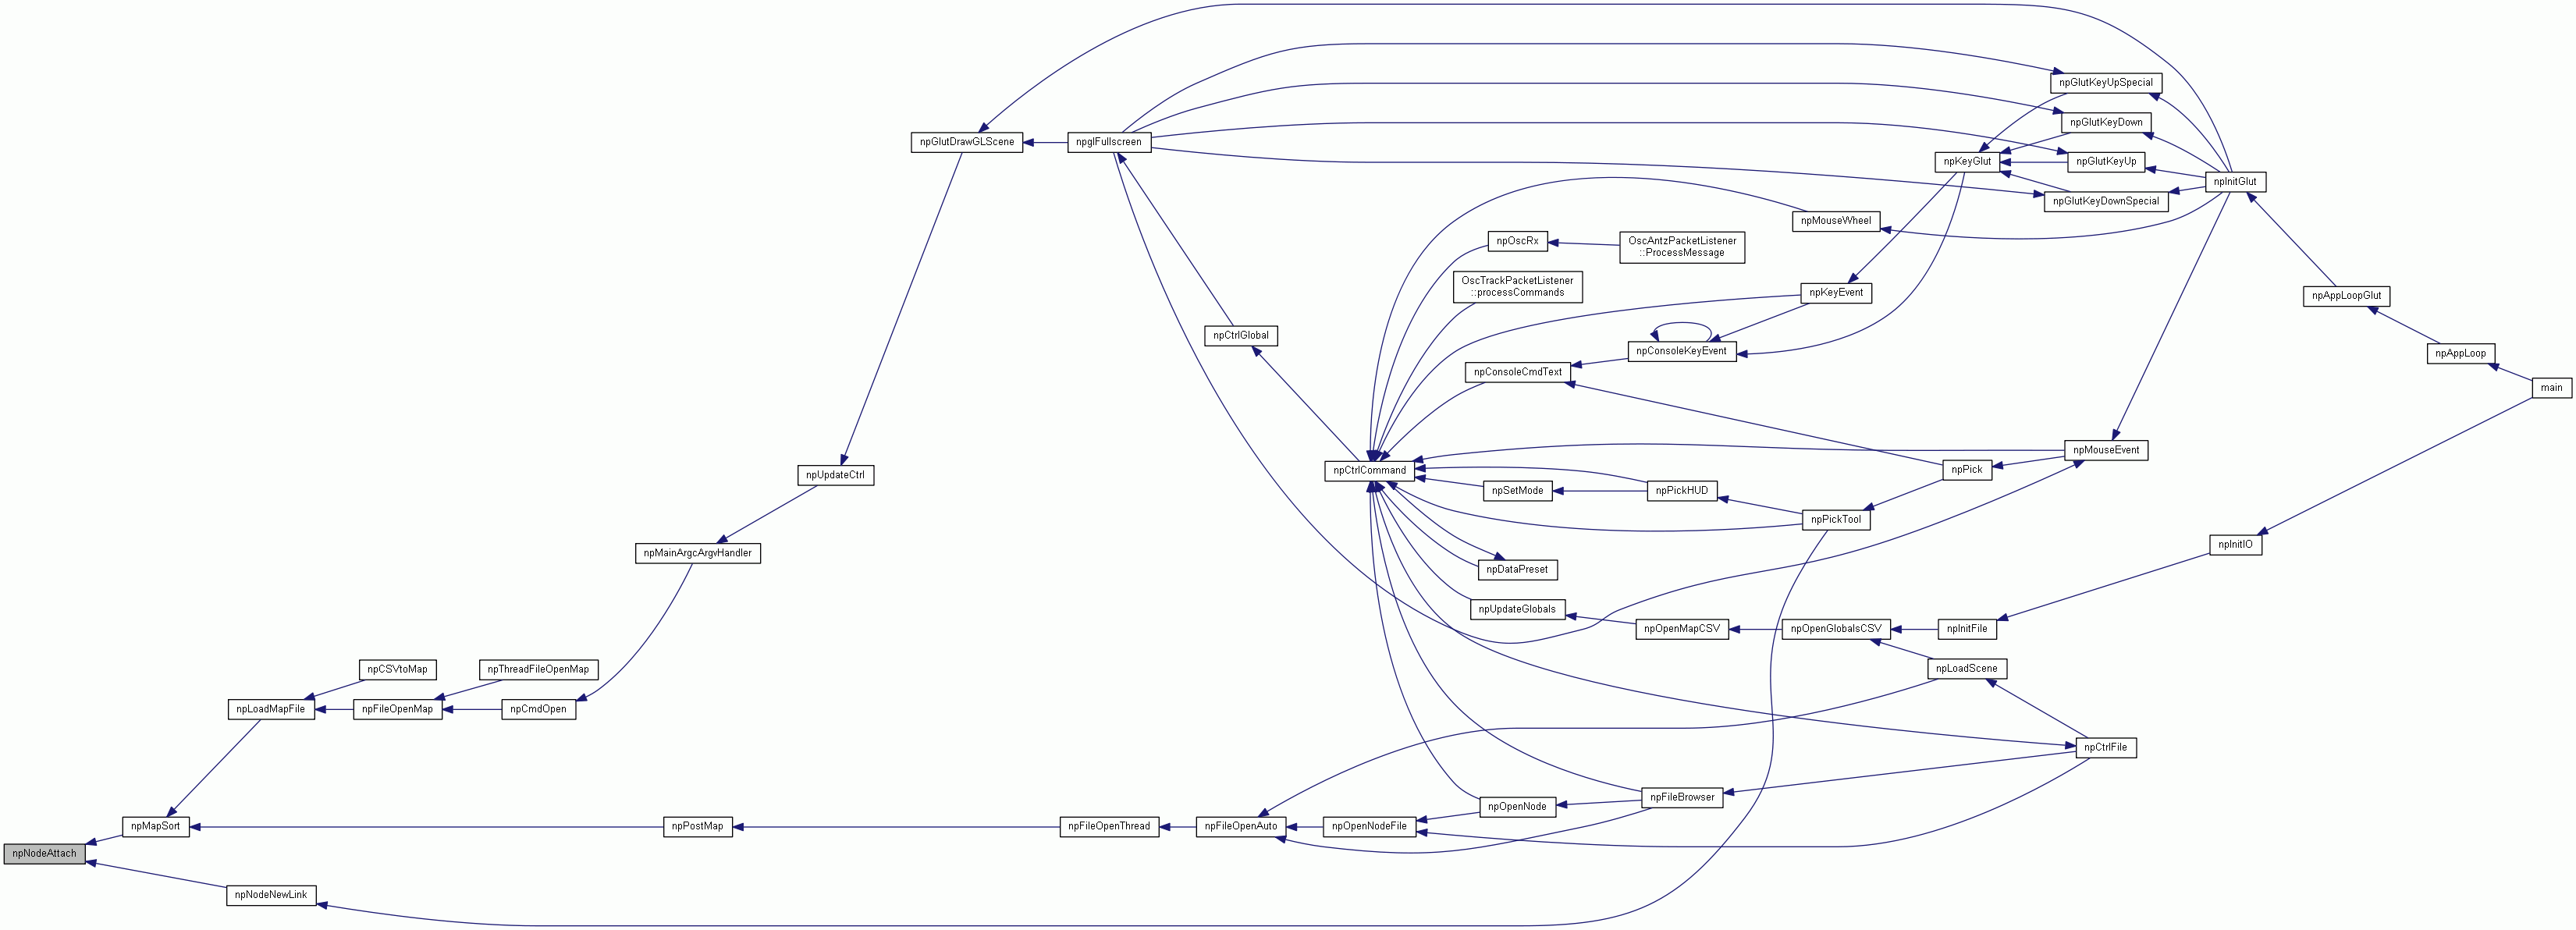 npGlutKeyUpSpecial
npGlutKeyDown
npGlutDrawGLScene
npglFullscreen
npKeyGlut
npGlutKeyUp
npInitGlut
npGlutKeyDownSpecial
npMouseWheel
npOscRx
OscAntzPacketListener
::ProcessMessage
OscTrackPacketListener
::processCommands
npKeyEvent
npAppLoopGlut
npCtrlGlobal
npConsoleKeyEvent
npAppLoop
npConsoleCmdText
main
npMouseEvent
npCtrlCommand
npPick
npUpdateCtrl
npSetMode
npPickHUD
npPickTool
npInitIO
npMainArgcArgvHandler
npDataPreset
npUpdateGlobals
npOpenMapCSV
npOpenGlobalsCSV
npInitFile
npCSVtoMap
npThreadFileOpenMap
npLoadScene
npLoadMapFile
npFileOpenMap
npCmdOpen
npCtrlFile
npFileBrowser
npOpenNode
npMapSort
npPostMap
npFileOpenThread
npFileOpenAuto
npOpenNodeFile
npNodeAttach
npNodeNewLink